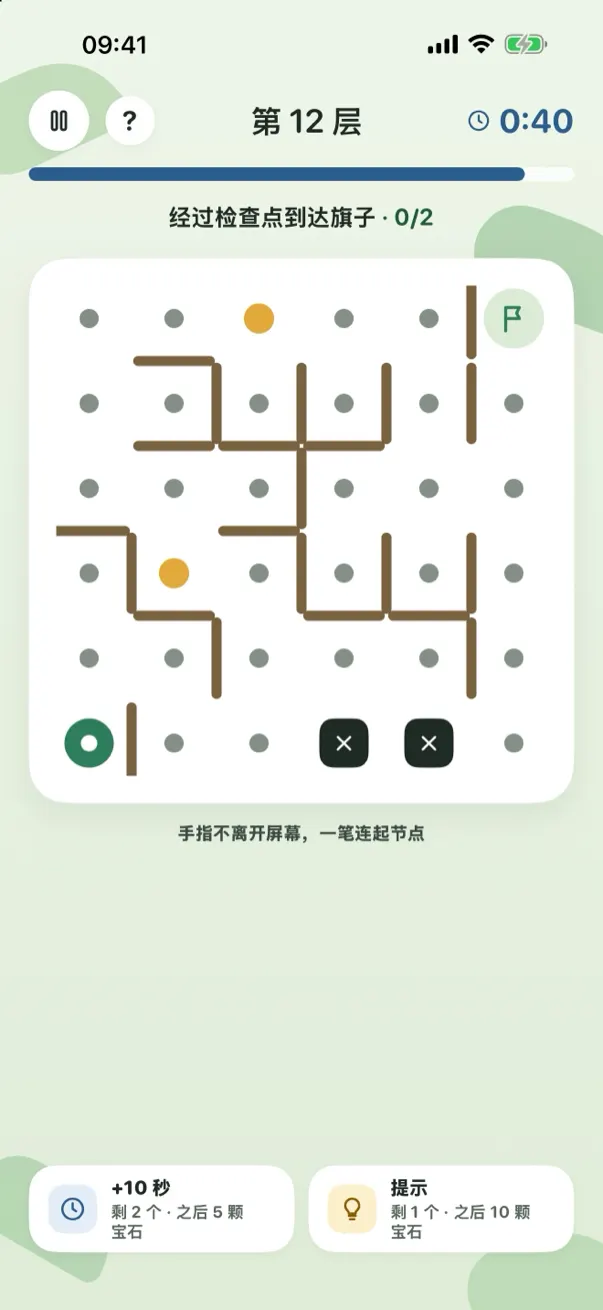 09:41
?
第 12 层
0:40
经过检查点到达旗子 · 0/2
手指不离开屏幕，一笔连起节点
+10 秒
剩 2 个 · 之后 5 颗
宝石
提示
剩 1 个 · 之后 10 颗
宝石